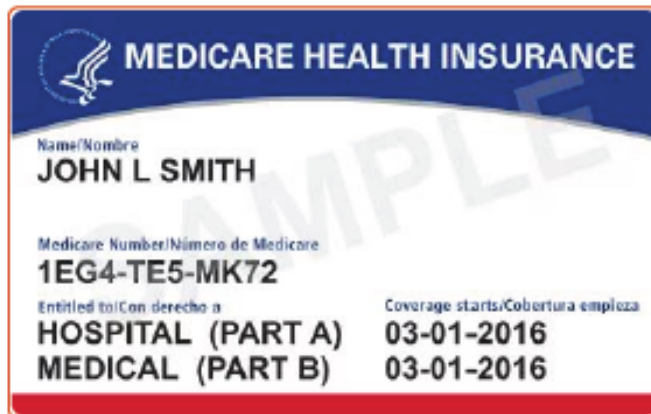 MEDICARE HEALTH INSURANCE
Name/Nombre
JOHN L SMITH
Medicare Number/Número de Medicare
1EG4-TE5-MK72
Entitled to/Con derecho a Coverage starts/Cobertura empieza
HOSPITAL (PART A) 03-01-2016
MEDICAL (PART B) 03-01-2016
SAMPLE